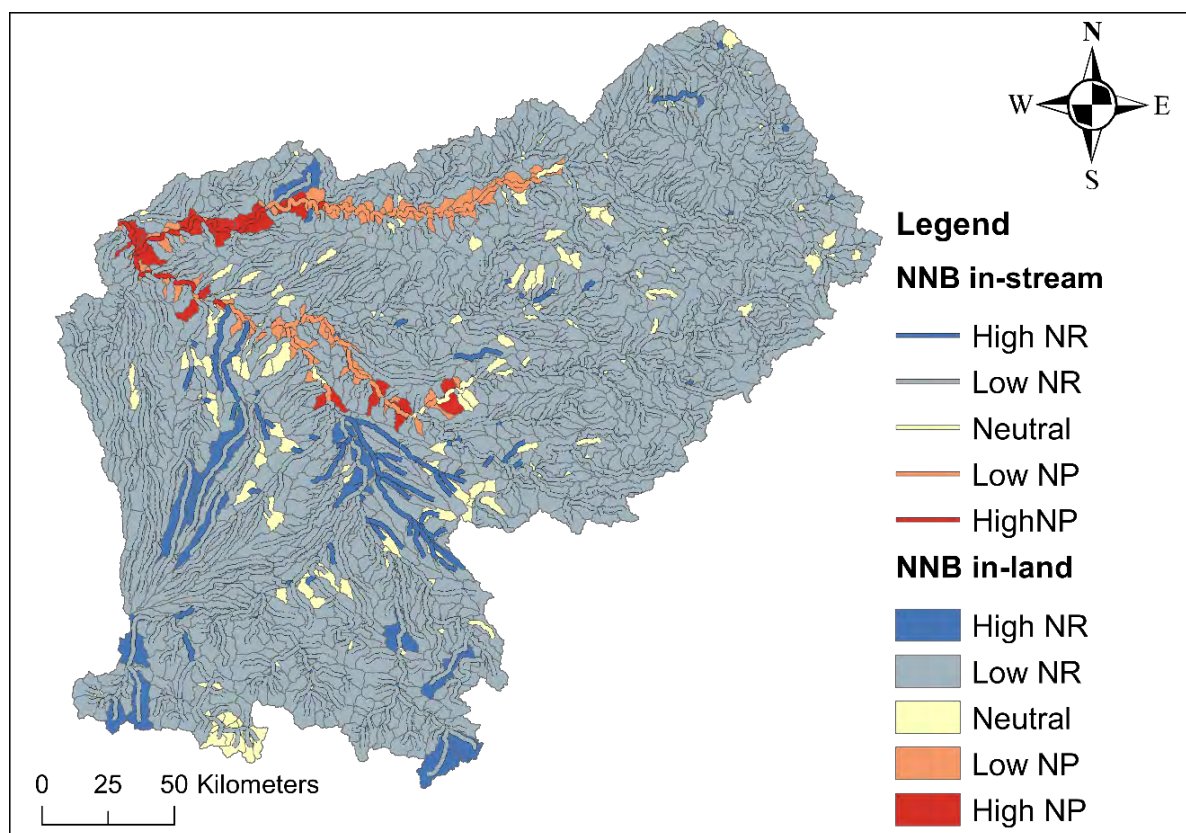 N
W E
S
Legend
NNB in-stream
High NR
Low NR
Neutral
Low NP
HighNP
NNB in-land
High NR
Low NR
Neutral
Low NP
High NP
0 25 50 Kilometers